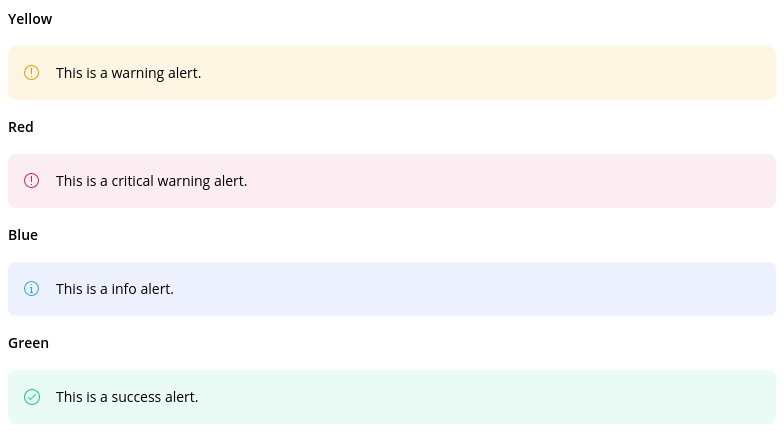 Yellow
This is a warning alert.
Red
This is a critical warning alert.
Blue
This is a info alert.
Green
This is a success alert.